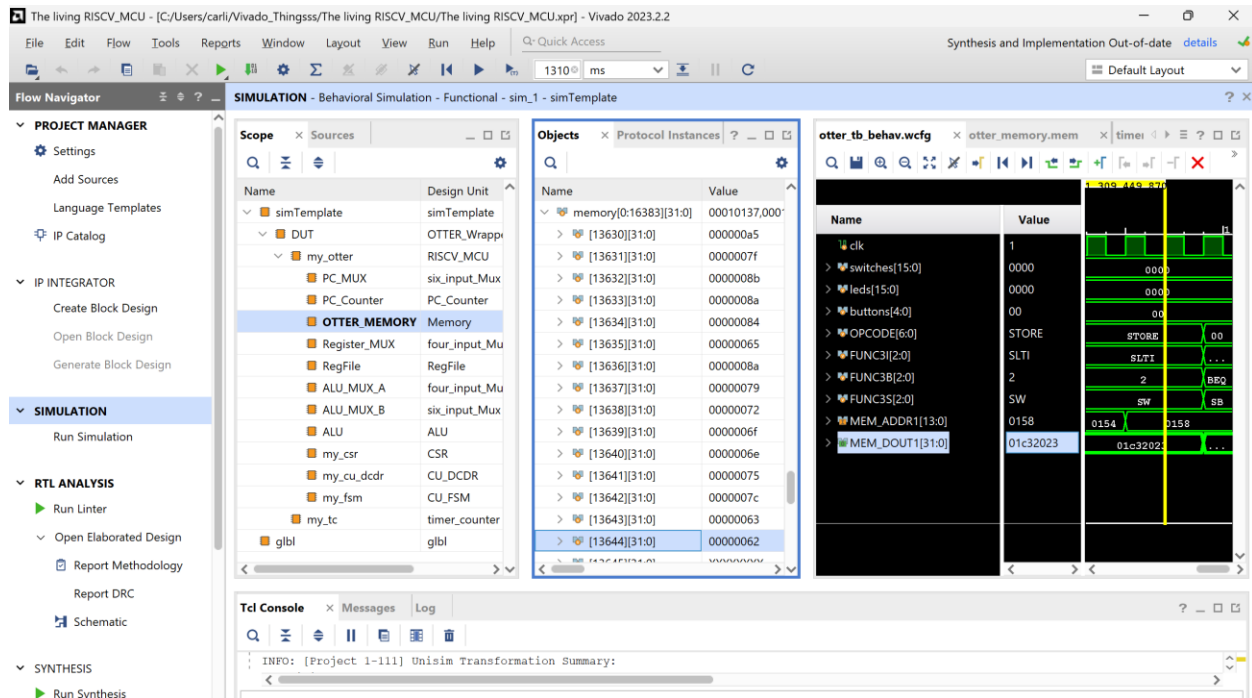 The living RISCV_MCU - [C:/Users/carli/Vivado_Thingsss/The living RISCV_MCU/The living RISCV_MCU.xpr] - Vivado 2023.2.2
File Edit Flow Tools Reports Window Layout View Run Help Q- Quick Access Synthesis and Implementation Out-of-date details
1310 ms Default Layout
Flow Navigator
SIMULATION - Behavioral Simulation - Functional - sim_1 - simTemplate
PROJECT MANAGER
Settings
Add Sources
Language Templates
IP Catalog
IP INTEGRATOR
Create Block Design
Open Block Design
Generate Block Design
SIMULATION
Run Simulation
RTL ANALYSIS
Run Linter
Open Elaborated Design
Report Methodology
Report DRC
Schematic
SYNTHESIS
Run Synthesis
Scope Sources
Name Design Unit
simTemplate simTemplate
DUT OTTER_Wrapp
my_otter RISCV_MCU
PC_MUX six_input_Mux
PC_Counter PC_Counter
OTTER_MEMORY Memory
Register_MUX four_input_Mu
RegFile RegFile
ALU_MUX_A four_input_Mu
ALU_MUX_B six_input_Mux
ALU ALU
my_csr CSR
my_cu_dcdr CU_DCDR
my_fsm CU_FSM
my_tc timer_counter
glbl glbl
Objects Protocol Instances
Name Value
memory[0:16383][31:0] 00010137,000
[13630][31:0] 000000a5
[13631][31:0] 0000007f
[13632][31:0] 0000008b
[13633][31:0] 0000008a
[13634][31:0] 00000084
[13635][31:0] 00000065
[13636][31:0] 0000008a
[13637][31:0] 00000079
[13638][31:0] 00000072
[13639][31:0] 0000006f
[13640][31:0] 0000006e
[13641][31:0] 00000075
[13642][31:0] 0000007c
[13643][31:0] 00000063
[13644][31:0] 00000062
otter_tb_behav.wcfg otter_memory.mem time
1 309 449 870
Name Value
clk 1
switches[15:0] 0000 0000
leds[15:0] 0000 0000
buttons[4:0] 00 00
OPCODE[6:0] STORE STORE 00
FUNC3I[2:0] SLTI SLTI ...
FUNC3B[2:0] 2 2 BEQ
FUNC3S[2:0] SW SW SB
MEM_ADDR1[13:0] 0158 0154 0158
MEM_DOUT1[31:0] 01c32023 01c32023 ...
Tcl Console Messages Log
INFO: [Project 1-111] Unisim Transformation Summary: